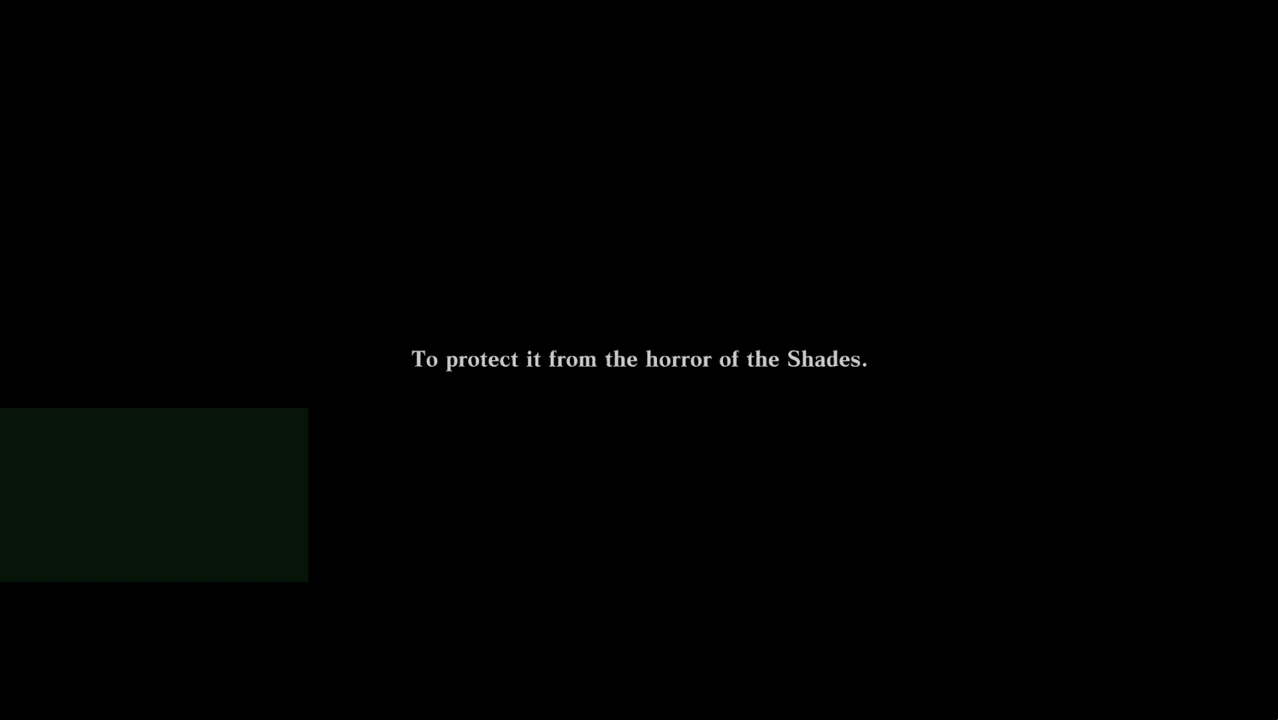 To protect it from the horror of the Shades.